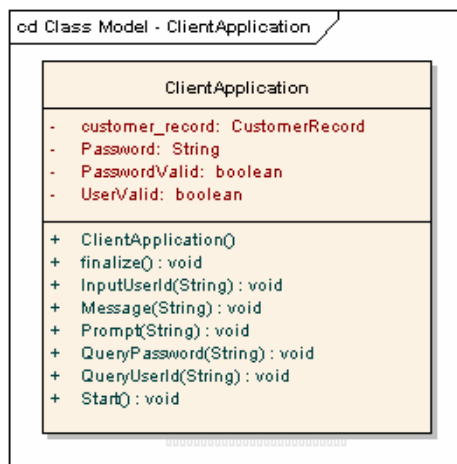 cd Class Model - ClientApplication
ClientApplication
- customer_record: CustomerRecord
- Password: String
- PasswordValid: boolean
- UserValid: boolean
+ ClientApplication()
+ finalize() : void
+ InputUserId(String) : void
+ Message(String) : void
+ Prompt(String) : void
+ QueryPassword(String) : void
+ QueryUserId(String) : void
+ Start() : void